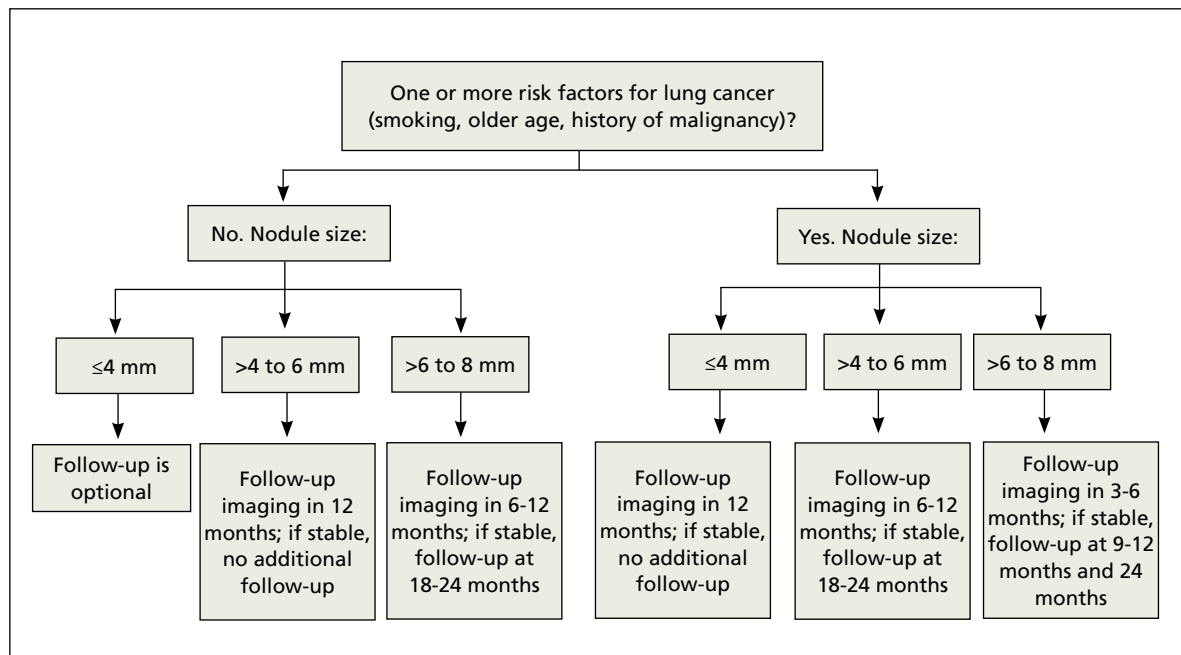 One or more risk factors for lung cancer
(smoking, older age, history of malignancy)?
No. Nodule size:
Yes. Nodule size:
≤4 mm
>4 to 6 mm
>6 to 8 mm
≤4 mm
>4 to 6 mm
>6 to 8 mm
Follow-up is
optional
Follow-up
imaging in 12
months; if stable,
no additional
follow-up
Follow-up
imaging in 6-12
months; if stable,
follow-up at
18-24 months
Follow-up
imaging in 12
months; if stable,
no additional
follow-up
Follow-up
imaging in 6-12
months; if stable,
follow-up at
18-24 months
Follow-up
imaging in 3-6
months; if stable,
follow-up at 9-12
months and 24
months